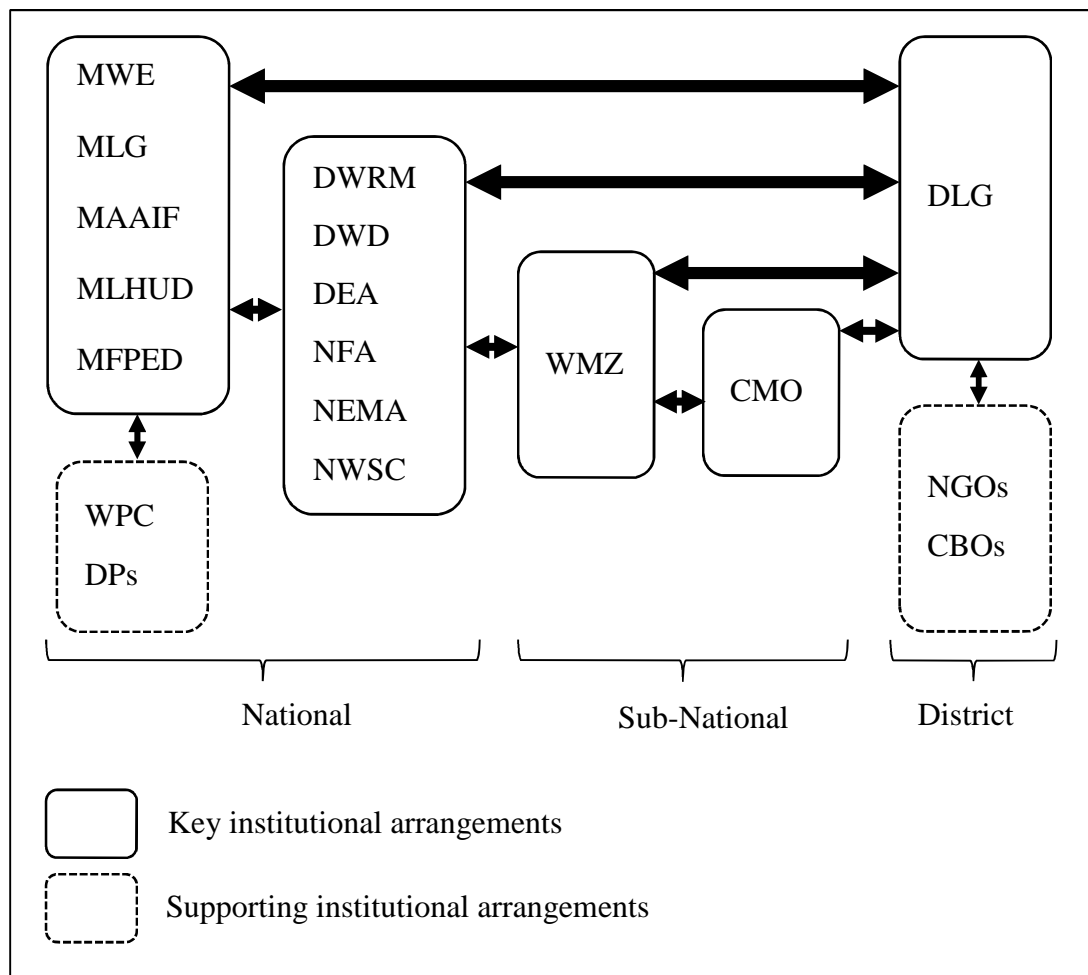 MWE
MLG
MAAIF
MLHUD
MFPED
DWRM
DWD
DEA
NFA
NEMA
NWSC
WMZ
CMO
DLG
WPC
DPs
NGOs
CBOs
National
Sub-National
District
Key institutional arrangements
Supporting institutional arrangements